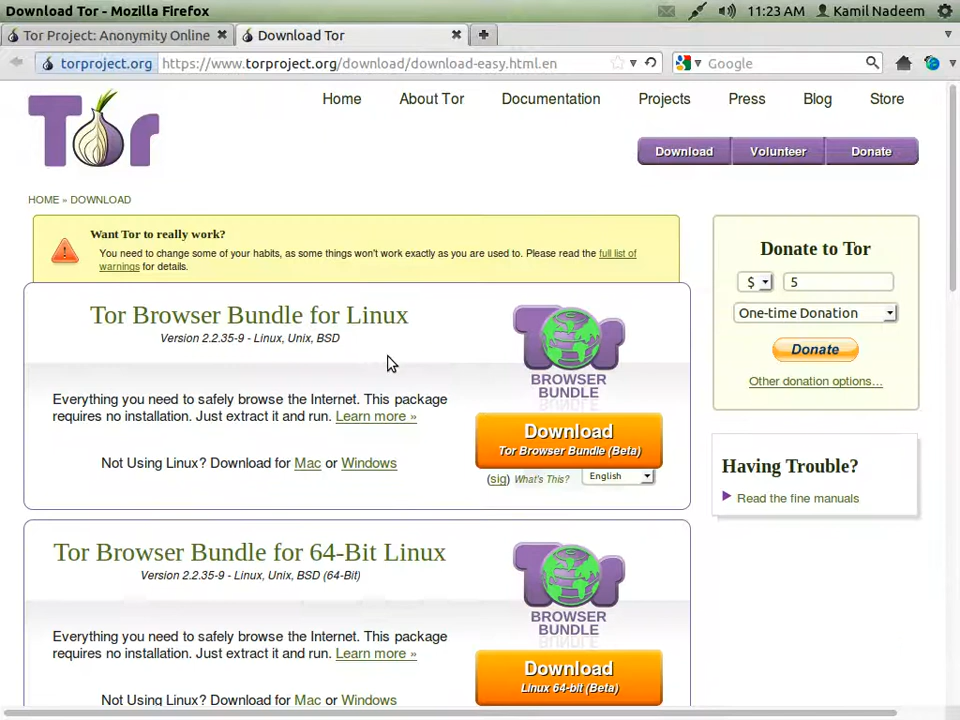 Download Tor - Mozilla Firefox
11:23 AM Kamil Nadeem
Tor Project: Anonymity Online
Download Tor
torproject.org https://www.torproject.org/download/download-easy.html.en
Google
Tor
Home About Tor Documentation Projects Press Blog Store
Download Volunteer Donate
HOME » DOWNLOAD
Want Tor to really work?
You need to change some of your habits, as some things won't work exactly as you are used to. Please read the full list of
warnings for details.
Tor Browser Bundle for Linux
Version 2.2.35-9 - Linux, Unix, BSD
Everything you need to safely browse the Internet. This package
requires no installation. Just extract it and run. Learn more »
Not Using Linux? Download for Mac or Windows
Tor
BROWSER
BUNDLE
Download
Tor Browser Bundle (Beta)
(sig) What's This? English
Tor Browser Bundle for 64-Bit Linux
Version 2.2.35-9 - Linux, Unix, BSD (64-Bit)
Everything you need to safely browse the Internet. This package
requires no installation. Just extract it and run. Learn more »
Not Using Linux? Download for Mac or Windows
Tor
BROWSER
BUNDLE
Download
Linux 64-bit (Beta)
Donate to Tor
$ 5
One-time Donation
Donate
Other donation options...
Having Trouble?
Read the fine manuals